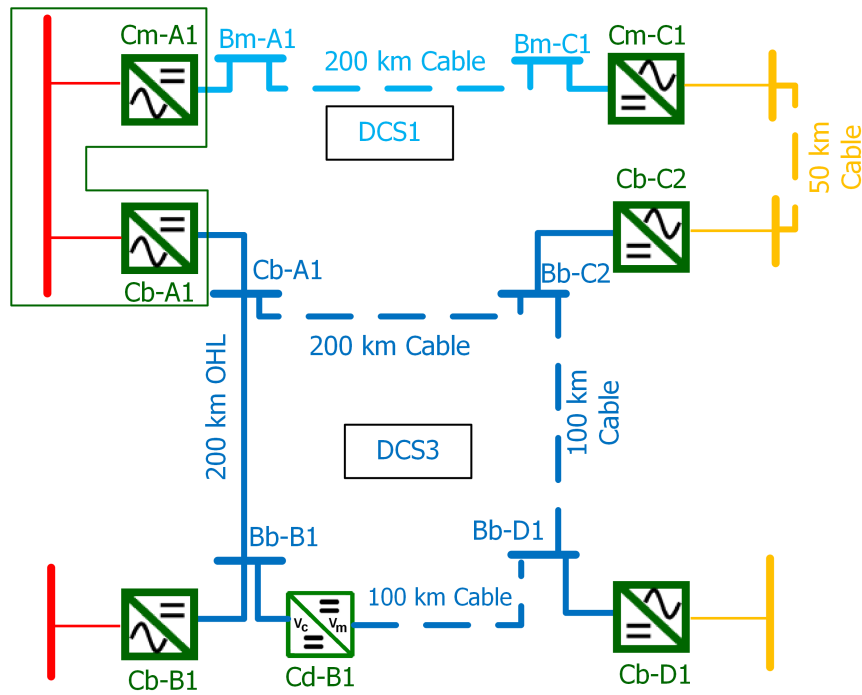 Cm-A1
Bm-A1
200 km Cable
Bm-C1
Cm-C1
DCS1
50 km
Cable
Cb-C2
Cb-A1
Cb-A1
Bb-C2
200 km Cable
200 km OHL
100 km
Cable
DCS3
Bb-B1
Bb-D1
100 km Cable
Vc
Vm
Cb-B1
Cd-B1
Cb-D1